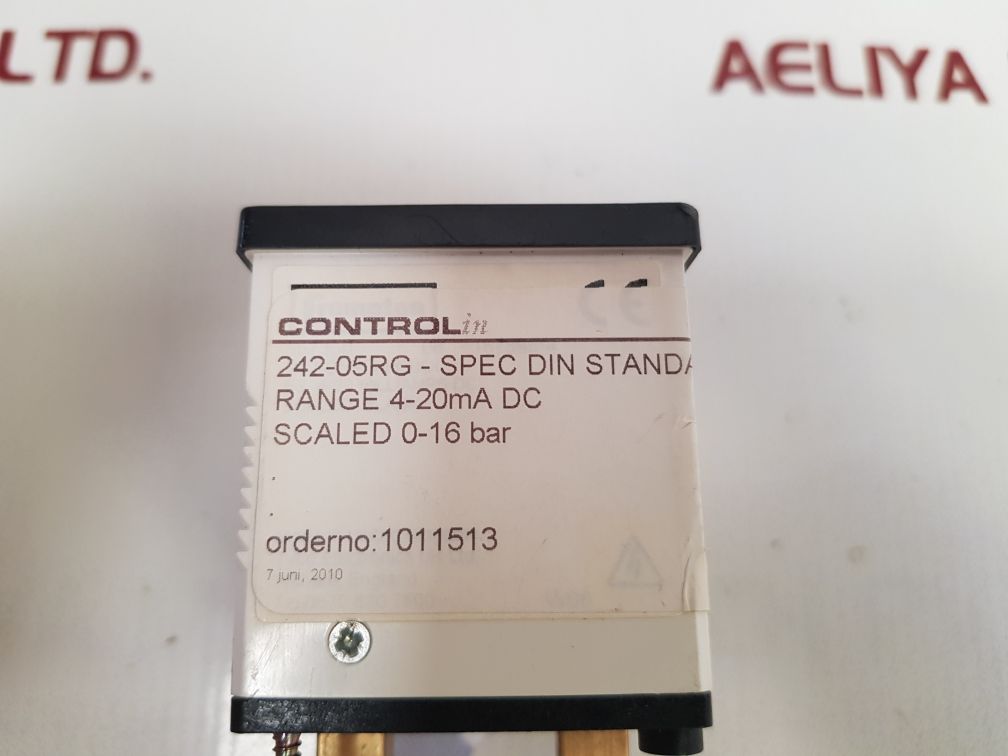 LTD.
AELIYA
CE
CONTROLin
242-05RG - SPEC DIN STANDA
RANGE 4-20mA DC
SCALED 0-16 bar
orderno:1011513
7 juni, 2010